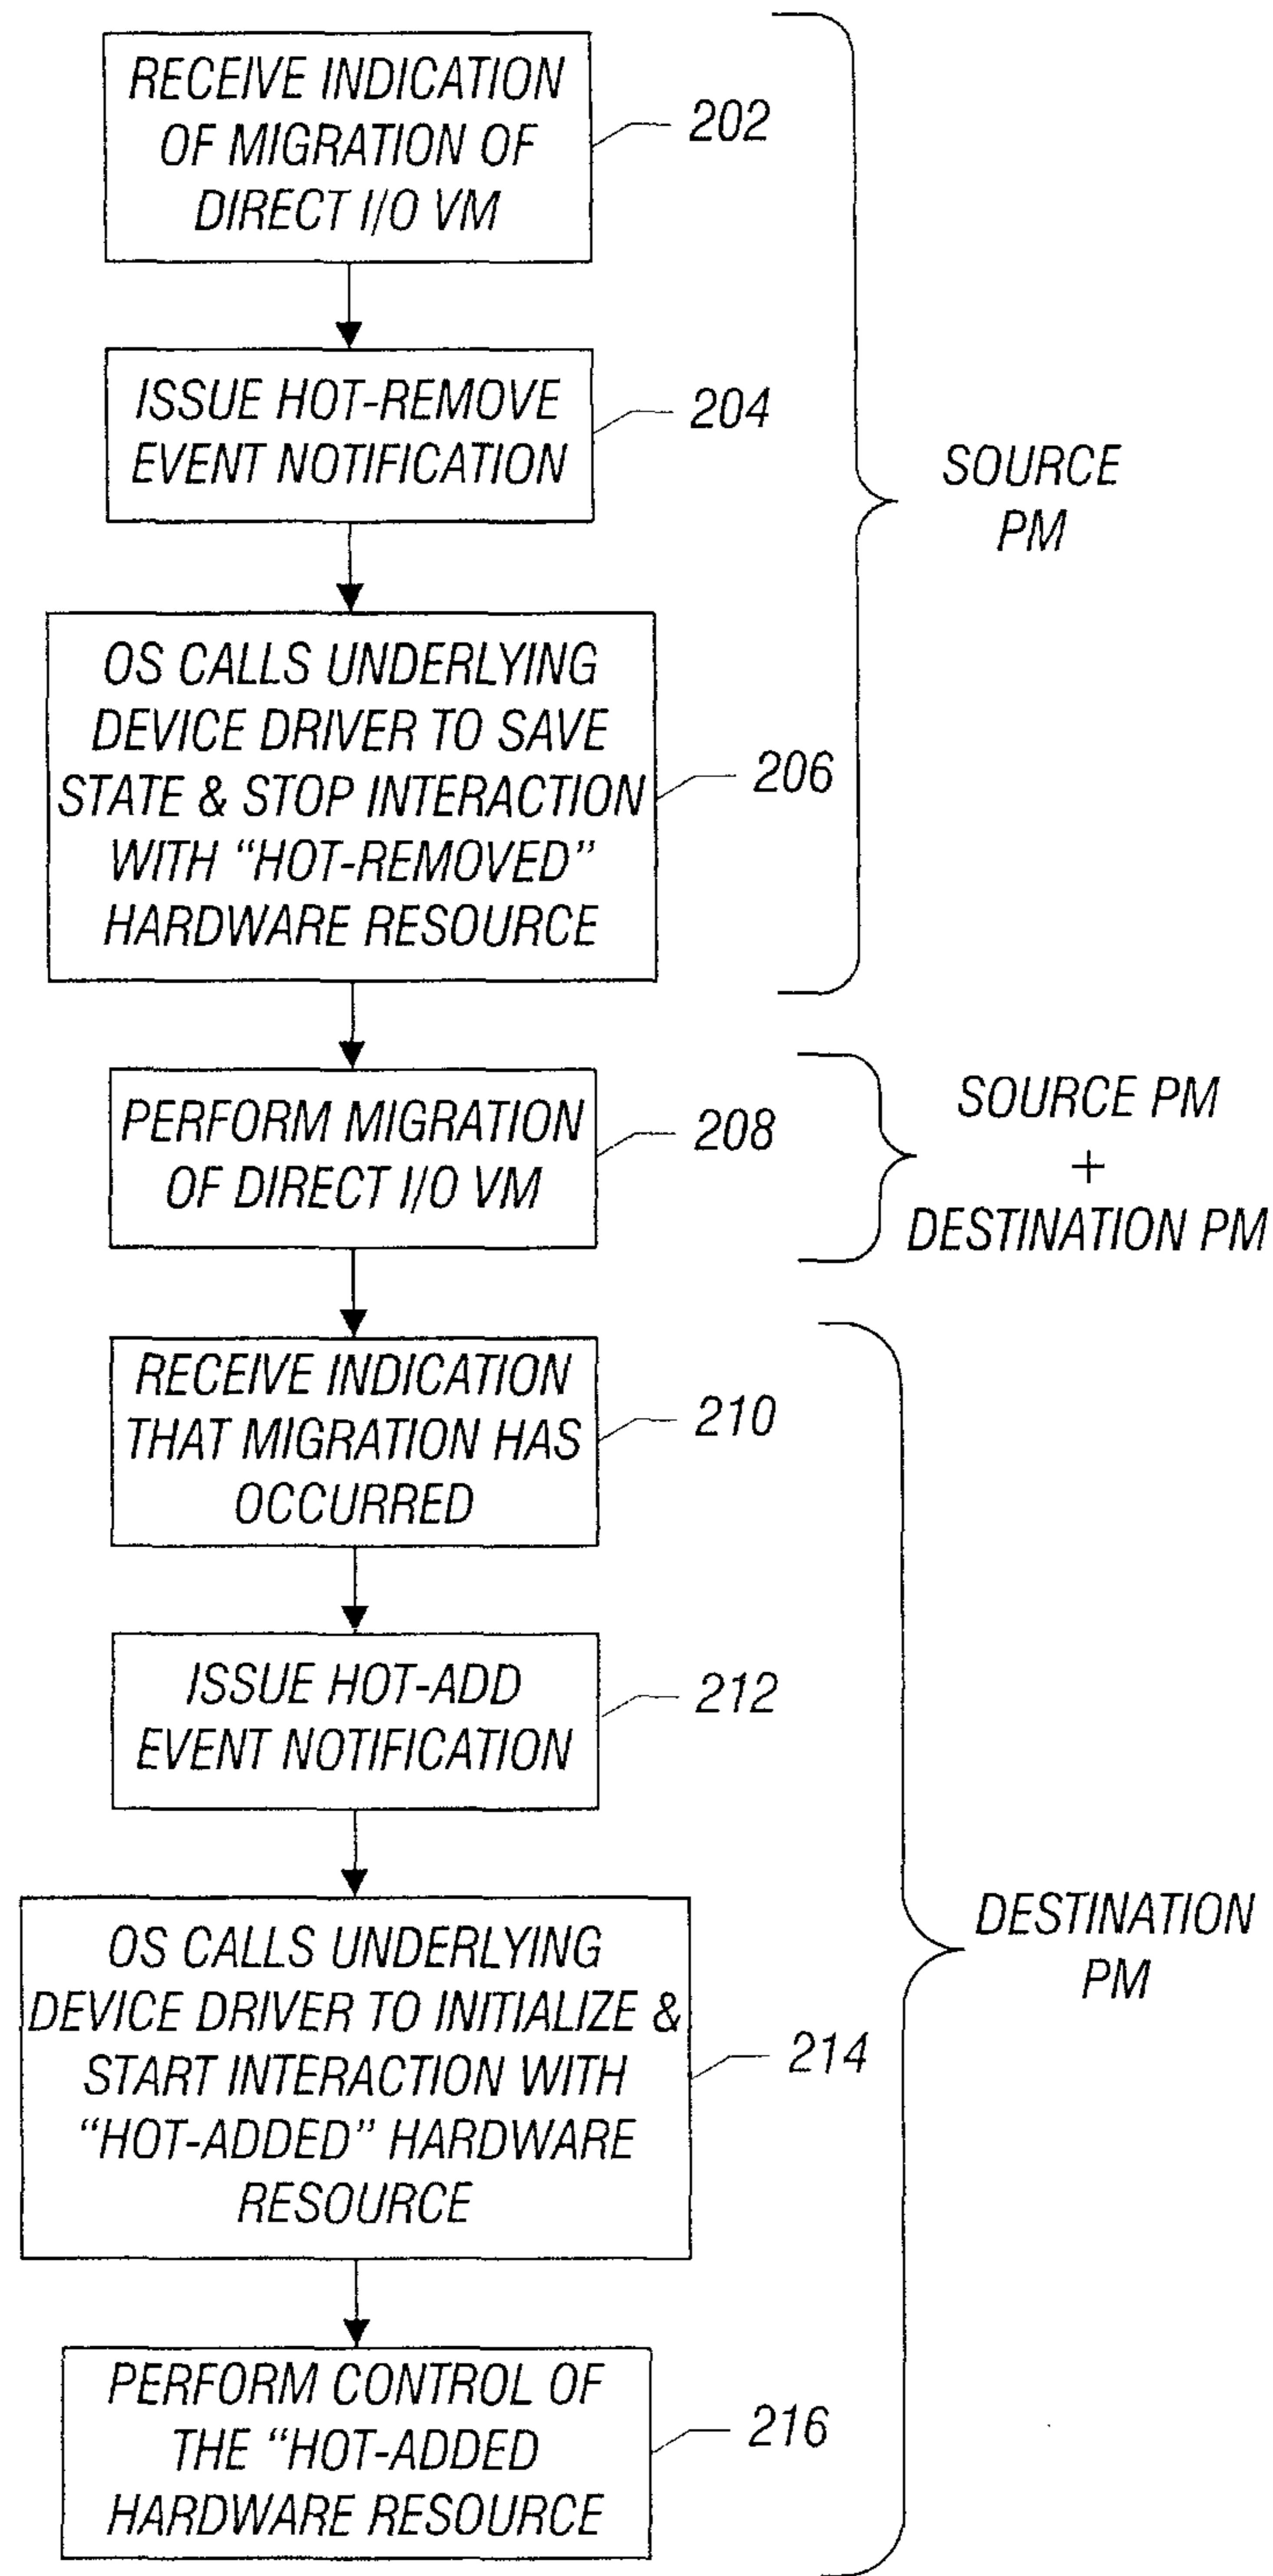 RECEIVE INDICATION
OF MIGRATION OF
DIRECT I/O VM
202
ISSUE HOT-REMOVE
EVENT NOTIFICATION
204
SOURCE
PM
OS CALLS UNDERLYING
DEVICE DRIVER TO SAVE
STATE & STOP INTERACTION
WITH “HOT-REMOVED”
HARDWARE RESOURCE
206
PERFORM MIGRATION
OF DIRECT I/O VM
208
SOURCE PM
+
DESTINATION PM
RECEIVE INDICATION
THAT MIGRATION HAS
OCCURRED
210
ISSUE HOT-ADD
EVENT NOTIFICATION
212
OS CALLS UNDERLYING
DEVICE DRIVER TO INITIALIZE &
START INTERACTION WITH
“HOT-ADDED” HARDWARE
RESOURCE
214
DESTINATION
PM
PERFORM CONTROL OF
THE “HOT-ADDED
HARDWARE RESOURCE
216